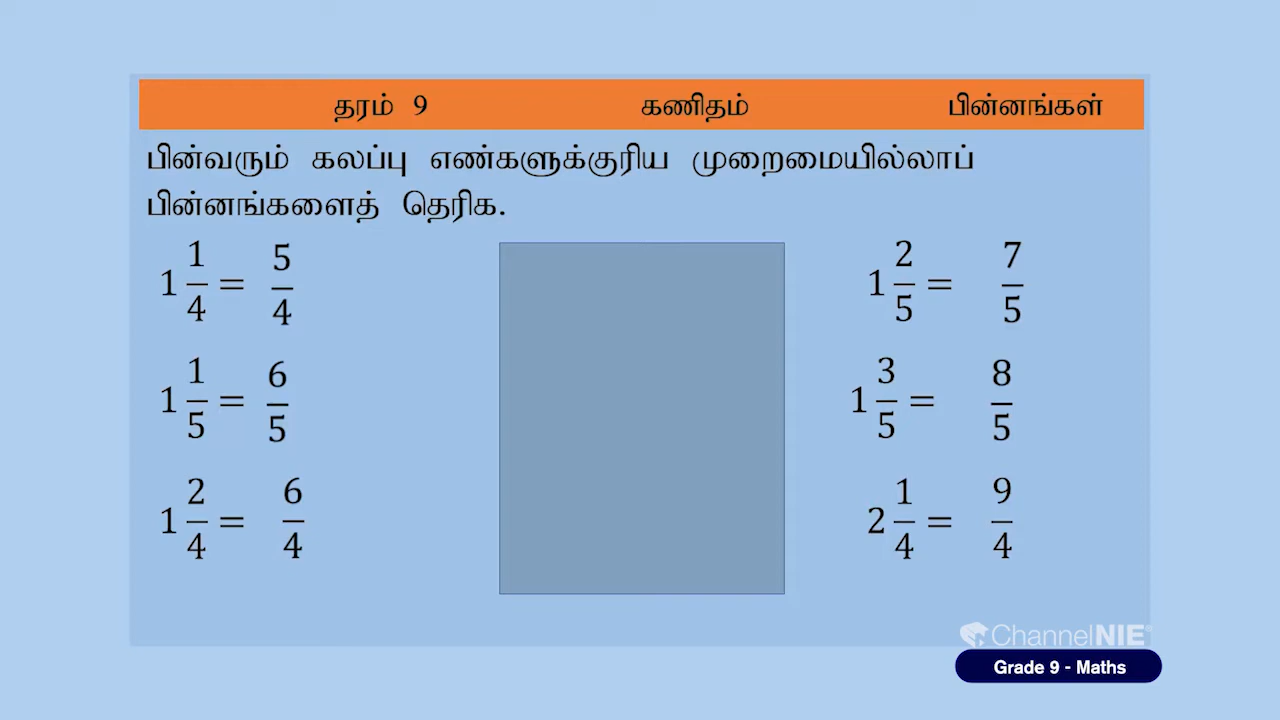 தரம் 9 கணிதம் பின்னங்கள்
பின்வரும் கலப்பு எண்களுக்குரிய முறைமையில்லாப்
பின்னங்களைத் தெரிக.
1 1/4 = 5/4
1 1/5 = 6/5
1 2/4 = 6/4
1 2/5 = 7/5
1 3/5 = 8/5
2 1/4 = 9/4
ChannelNIE
Grade 9 - Maths